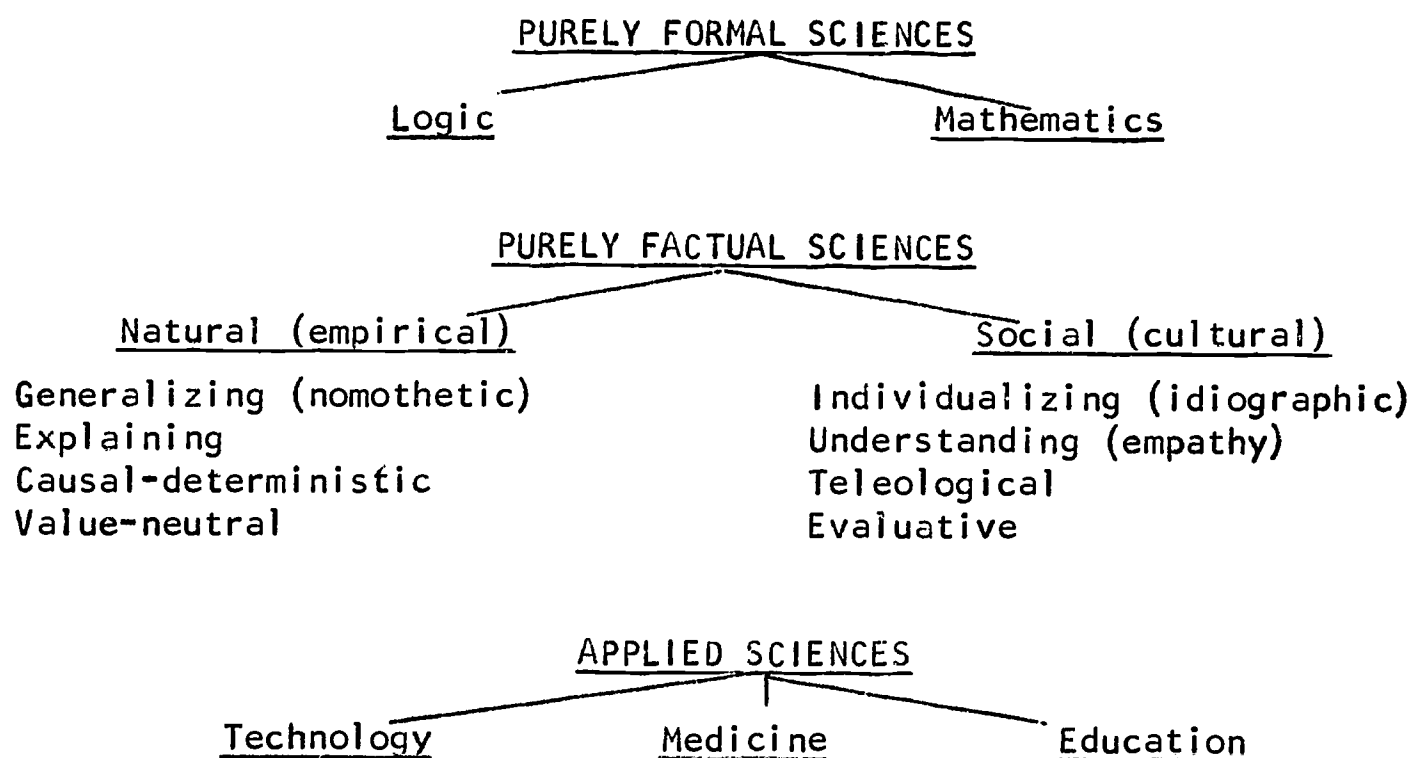 PURELY FORMAL SCIENCES
Logic Mathematics
PURELY FACTUAL SCIENCES
Natural (empirical) Social (cultural)
Generalizing (nomothetic) Individualizing (idiographic)
Explaining Understanding (empathy)
Causal-deterministic Teleological
Value-neutral Evaluative
APPLIED SCIENCES
Technology Medicine Education